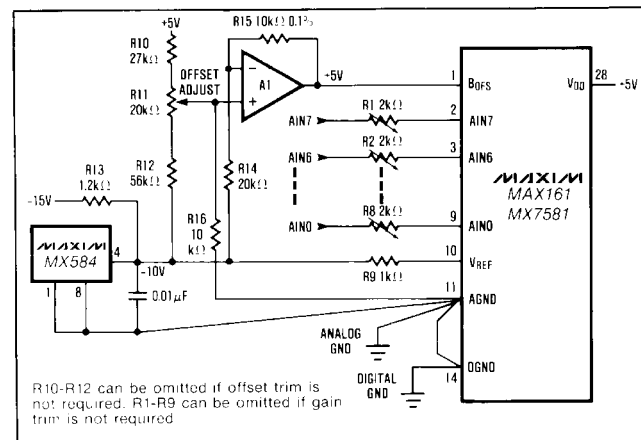 R15 10kΩ 0.1%
+5V
R10
27kΩ
OFFSET
ADJUST
R11
20kΩ
R12
56kΩ
R13
1.2kΩ
-15V
MAXIM
MX584
4
1
8
-10V
0.01µF
R16
10
kΩ
R14
20kΩ
-
+
A1
+5V
1
BOFS
R1 2kΩ
AIN7
2
AIN7
R2 2kΩ
AIN6
3
AIN6
R8 2kΩ
AIN0
9
AIN0
R9 1kΩ
10
VREF
11
AGND
ANALOG
GND
DIGITAL
GND
14
DGND
VDD
28
-5V
MAXIM
MAX161
MX7581
R10-R12 can be omitted if offset trim is
not required. R1-R9 can be omitted if gain
trim is not required